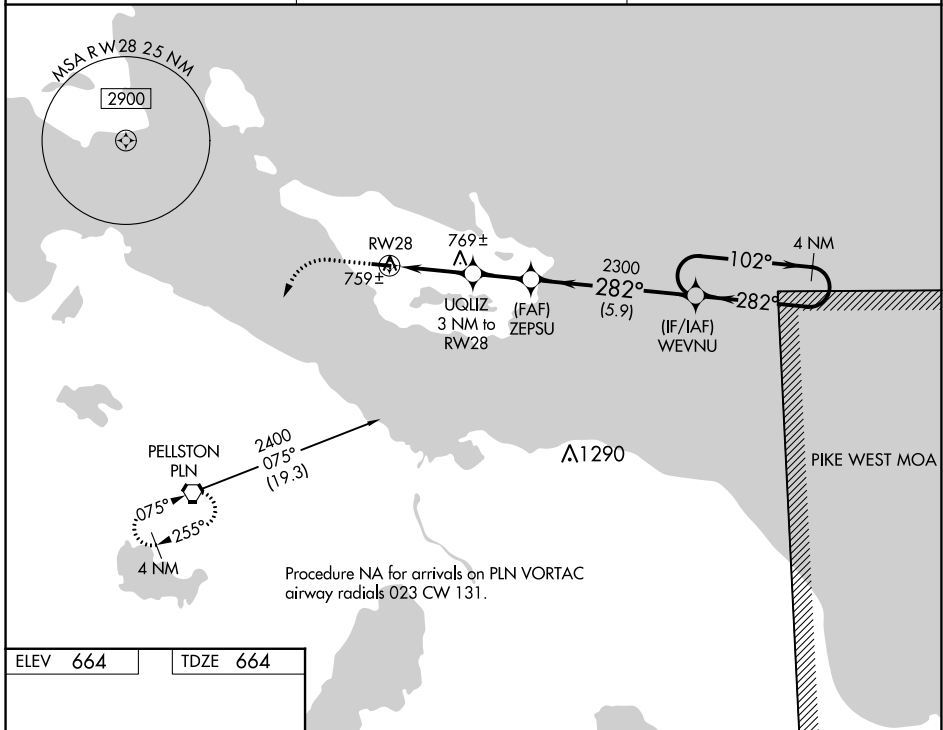 MSA RW28 25 NM
2900
RW28
759±
769±
UQLIZ
3 NM to
RW28
(FAF)
ZEPSU
2300
282°
(5.9)
(IF/IAF)
WEVNU
102°
4 NM
282°
PIKE WEST MOA
1290
PELLSTON
PLN
2400
075°
(19.3)
075°
255°
4 NM
Procedure NA for arrivals on PLN VORTAC
airway radials 023 CW 131.
ELEV 664
TDZE 664